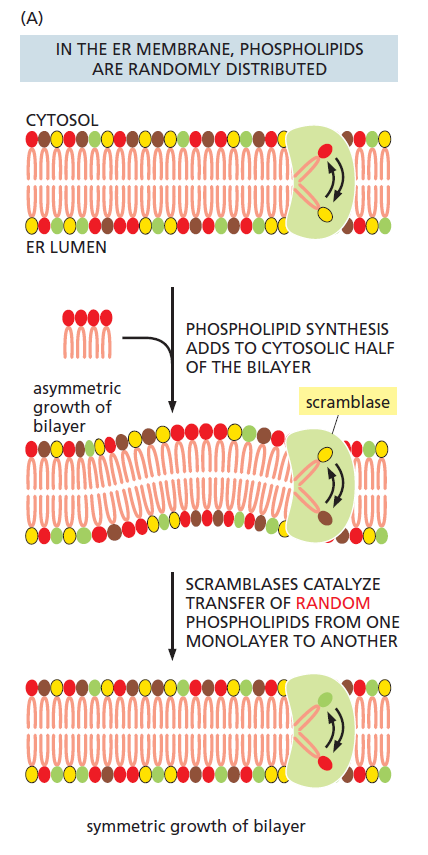 (A)
IN THE ER MEMBRANE, PHOSPHOLIPIDS
ARE RANDOMLY DISTRIBUTED
CYTOSOL
ER LUMEN
PHOSPHOLIPID SYNTHESIS
ADDS TO CYTOSOLIC HALF
OF THE BILAYER
asymmetric
growth of
bilayer
scramblase
SCRAMBLASES CATALYZE
TRANSFER OF RANDOM
PHOSPHOLIPIDS FROM ONE
MONOLAYER TO ANOTHER
symmetric growth of bilayer